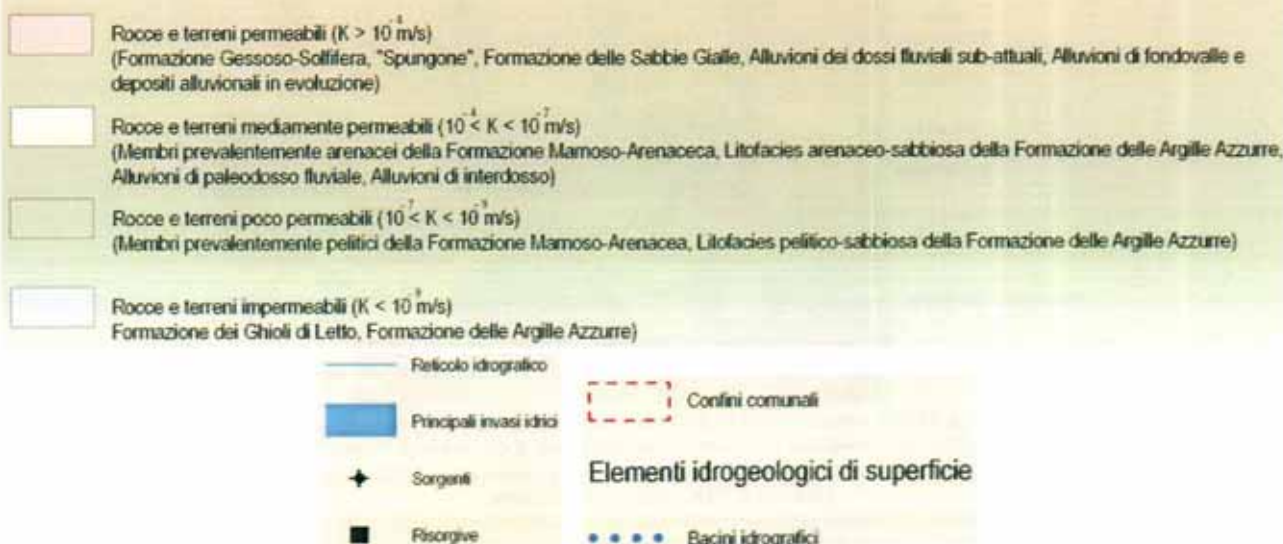 Rocce e terreni permeabili (K > 10⁻⁴ m/s)
(Formazione Gessoso-Solfifera, "Spungone", Formazione delle Sabbie Gialle, Alluvioni dei dossi fluviali sub-attuali, Alluvioni di fondovalle e
depositi alluvionali in evoluzione)
Rocce e terreni mediamente permeabili (10⁻⁴ < K < 10⁻⁷ m/s)
(Membri prevalentemente arenacei della Formazione Marnoso-Arenaceca, Litofacies arenaceo-sabbiosa della Formazione delle Argille Azzurre,
Alluvioni di paleodosso fluviale, Alluvioni di interdosso)
Rocce e terreni poco permeabili (10⁻⁷ < K < 10⁻⁹ m/s)
(Membri prevalentemente pelitici della Formazione Marnoso-Arenacea, Litofacies pelitico-sabbiosa della Formazione delle Argille Azzurre)
Rocce e terreni impermeabili (K < 10⁻⁹ m/s)
Formazione dei Ghioli di Letto, Formazione delle Argille Azzurre)
Reticolo idrografico
Principali invasi idrici
Sorgenti
Risorgive
Confini comunali
Elementi idrogeologici di superficie
Bacini idrografici